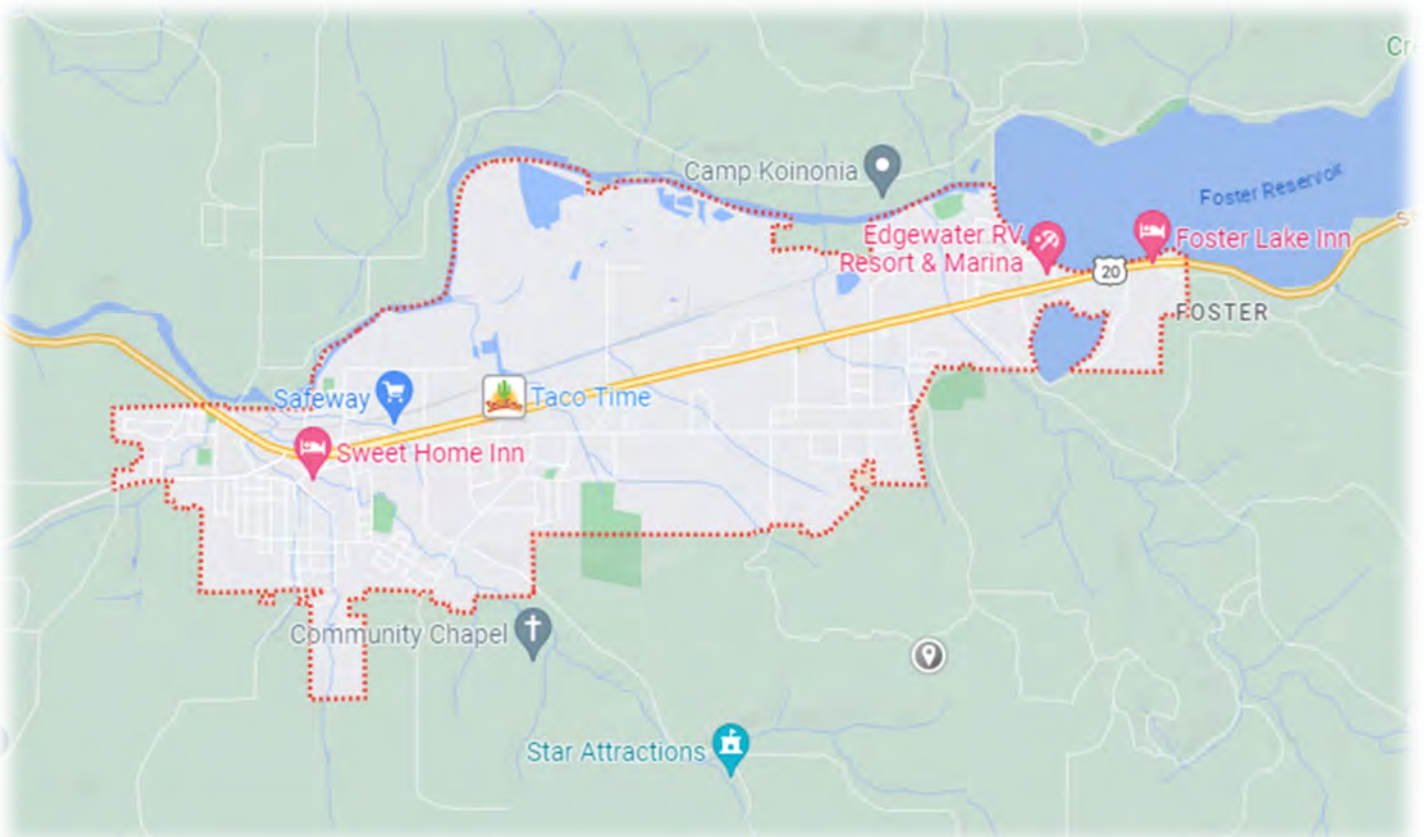 Cr
Camp Koinonia
Foster Reservoir
Edgewater RV
Resort & Marina
Foster Lake Inn
20
S
FOSTER
Safeway
Taco Time
Sweet Home Inn
Community Chapel
Star Attractions